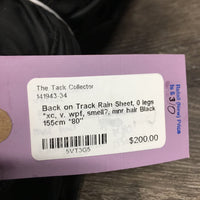 The Tack Collector
141943-34
Back on Track Rain Sheet, 0 legs
*xc, v. wpf, smell?, mnr hair Black
155cm "80"
$200.00
5VT305